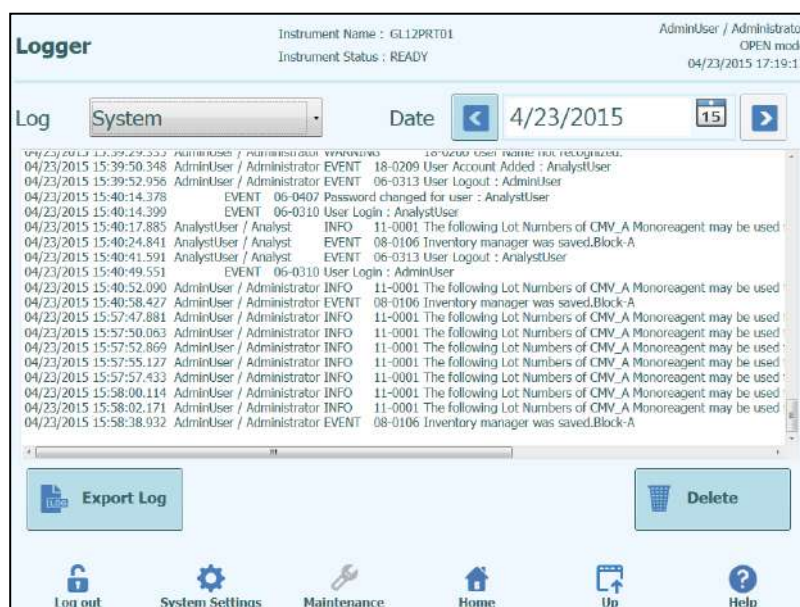 Logger
Instrument Name : GL12PRT01
Instrument Status : READY
AdminUser / Administrato
OPEN mod
04/23/2015 17:19:1
Log
System
Date
4/23/2015
15
04/23/2015 15:39:29.535 AdminUser / Administrator WARNING 18-0206 User Name not recognized.
04/23/2015 15:39:50.348 AdminUser / Administrator EVENT 18-0209 User Account Added : AnalystUser
04/23/2015 15:39:52.956 AdminUser / Administrator EVENT 06-0313 User Logout : AdminUser
04/23/2015 15:40:14.378 EVENT 06-0407 Password changed for user : AnalystUser
04/23/2015 15:40:14.399 EVENT 06-0310 User Login : AnalystUser
04/23/2015 15:40:17.885 AnalystUser / Analyst INFO 11-0001 The following Lot Numbers of CMV_A Monoreagent may be used
04/23/2015 15:40:24.841 AnalystUser / Analyst EVENT 08-0106 Inventory manager was saved.Block-A
04/23/2015 15:40:41.591 AnalystUser / Analyst EVENT 06-0313 User Logout : AnalystUser
04/23/2015 15:40:49.551 EVENT 06-0310 User Login : AdminUser
04/23/2015 15:40:52.090 AdminUser / Administrator INFO 11-0001 The following Lot Numbers of CMV_A Monoreagent may be used
04/23/2015 15:40:58.427 AdminUser / Administrator EVENT 08-0106 Inventory manager was saved.Block-A
04/23/2015 15:57:47.881 AdminUser / Administrator INFO 11-0001 The following Lot Numbers of CMV_A Monoreagent may be used
04/23/2015 15:57:50.063 AdminUser / Administrator INFO 11-0001 The following Lot Numbers of CMV_A Monoreagent may be used
04/23/2015 15:57:52.869 AdminUser / Administrator INFO 11-0001 The following Lot Numbers of CMV_A Monoreagent may be used
04/23/2015 15:57:55.127 AdminUser / Administrator INFO 11-0001 The following Lot Numbers of CMV_A Monoreagent may be used
04/23/2015 15:57:57.433 AdminUser / Administrator INFO 11-0001 The following Lot Numbers of CMV_A Monoreagent may be used
04/23/2015 15:58:00.114 AdminUser / Administrator INFO 11-0001 The following Lot Numbers of CMV_A Monoreagent may be used
04/23/2015 15:58:02.171 AdminUser / Administrator INFO 11-0001 The following Lot Numbers of CMV_A Monoreagent may be used
04/23/2015 15:58:38.932 AdminUser / Administrator EVENT 08-0106 Inventory manager was saved.Block-A
LOG
Export Log
Delete
Log out
System Settings
Maintenance
Home
Up
Help